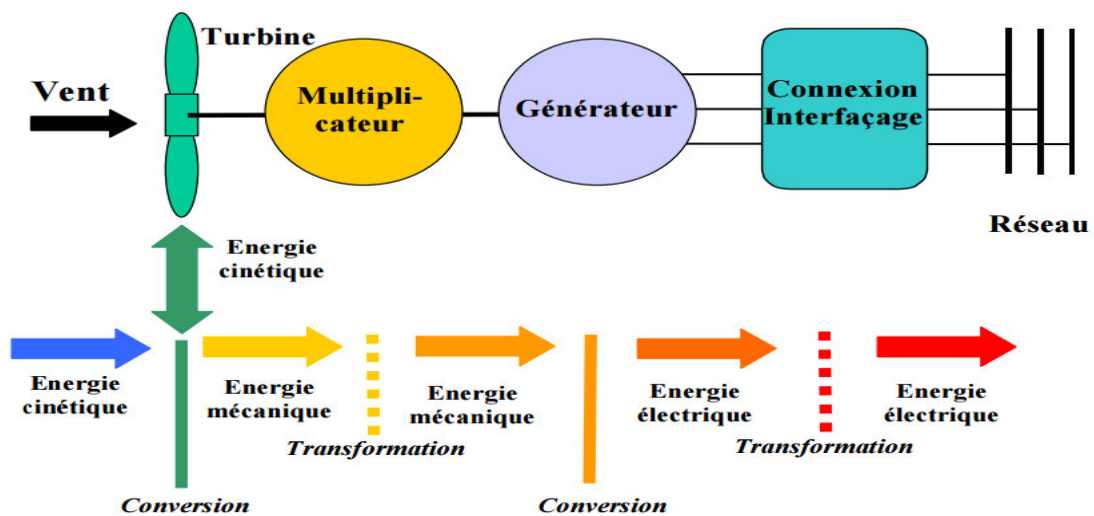 Turbine
Vent
Multipli-
cateur
Générateur
Connexion
Interfaçage
Réseau
Energie
cinétique
Energie
cinétique
Energie
mécanique
Energie
mécanique
Energie
électrique
Energie
électrique
Transformation
Transformation
Conversion
Conversion